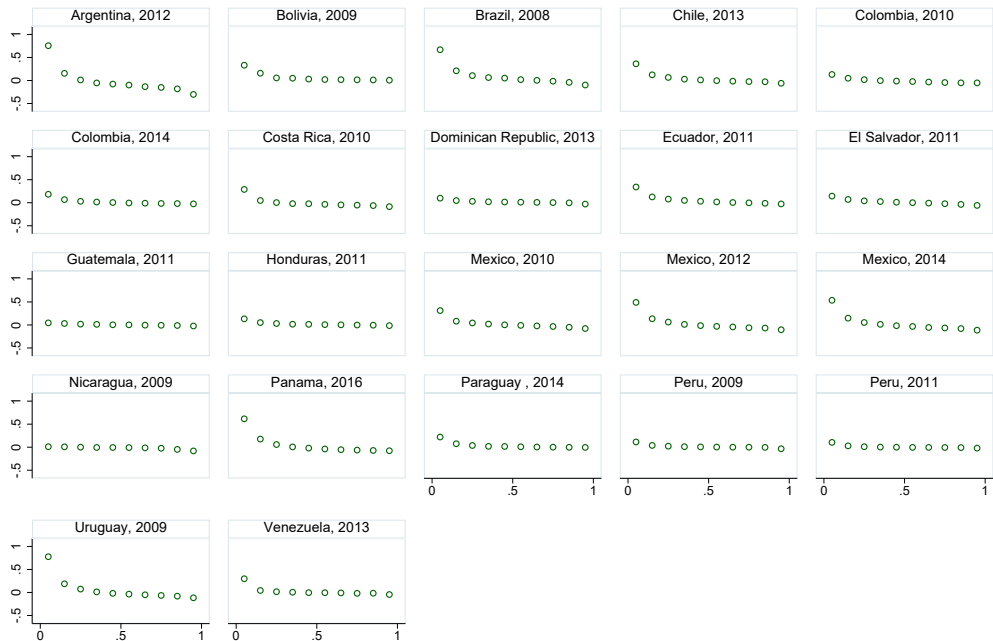 Argentina, 2012 Bolivia, 2009 Brazil, 2008 Chile, 2013 Colombia, 2010
1
.5
0
-.5
Colombia, 2014 Costa Rica, 2010 Dominican Republic, 2013 Ecuador, 2011 El Salvador, 2011
1
.5
0
-.5
Guatemala, 2011 Honduras, 2011 Mexico, 2010 Mexico, 2012 Mexico, 2014
1
.5
0
-.5
Nicaragua, 2009 Panama, 2016 Paraguay , 2014 Peru, 2009 Peru, 2011
1
.5
0
-.5
0 .5 1 0 .5 1 0 .5 1
Uruguay, 2009 Venezuela, 2013
1
.5
0
-.5
0 .5 1 0 .5 1